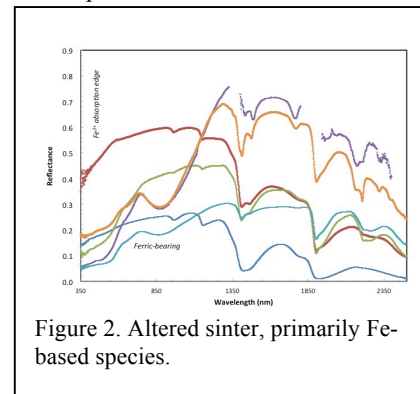 0.9
0.8
0.7
0.6
0.5
0.4
0.3
0.2
0.1
0.0
Reflectance
Fe³⁺ absorption edge
Ferric-bearing
350
850
1350
1850
2350
Wavelength (nm)
Figure 2. Altered sinter, primarily Fe-
based species.